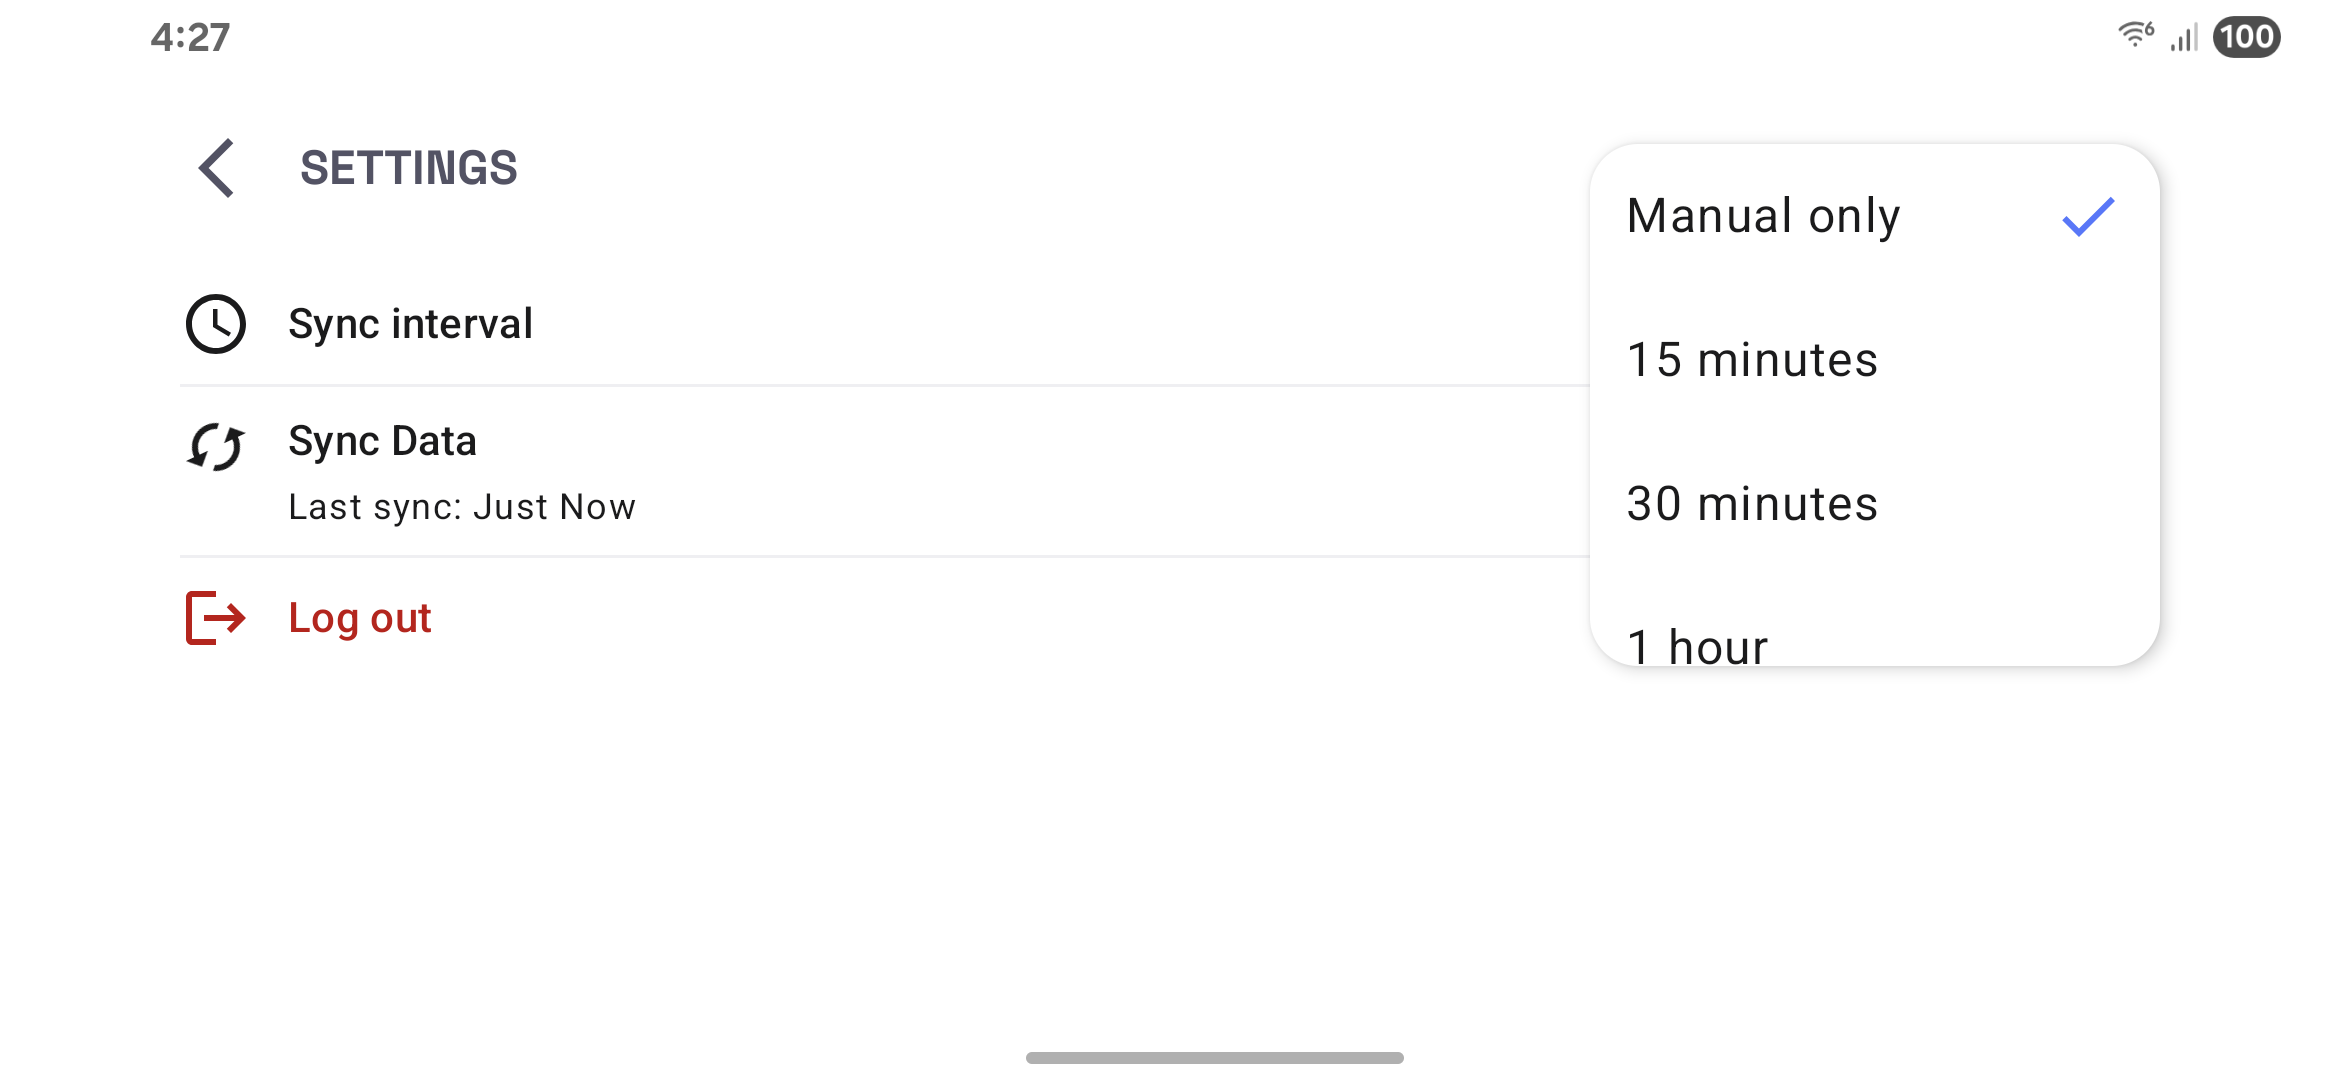 4:27
6
100
SETTINGS
Sync interval
Sync Data
Last sync: Just Now
Log out
Manual only
15 minutes
30 minutes
1 hour